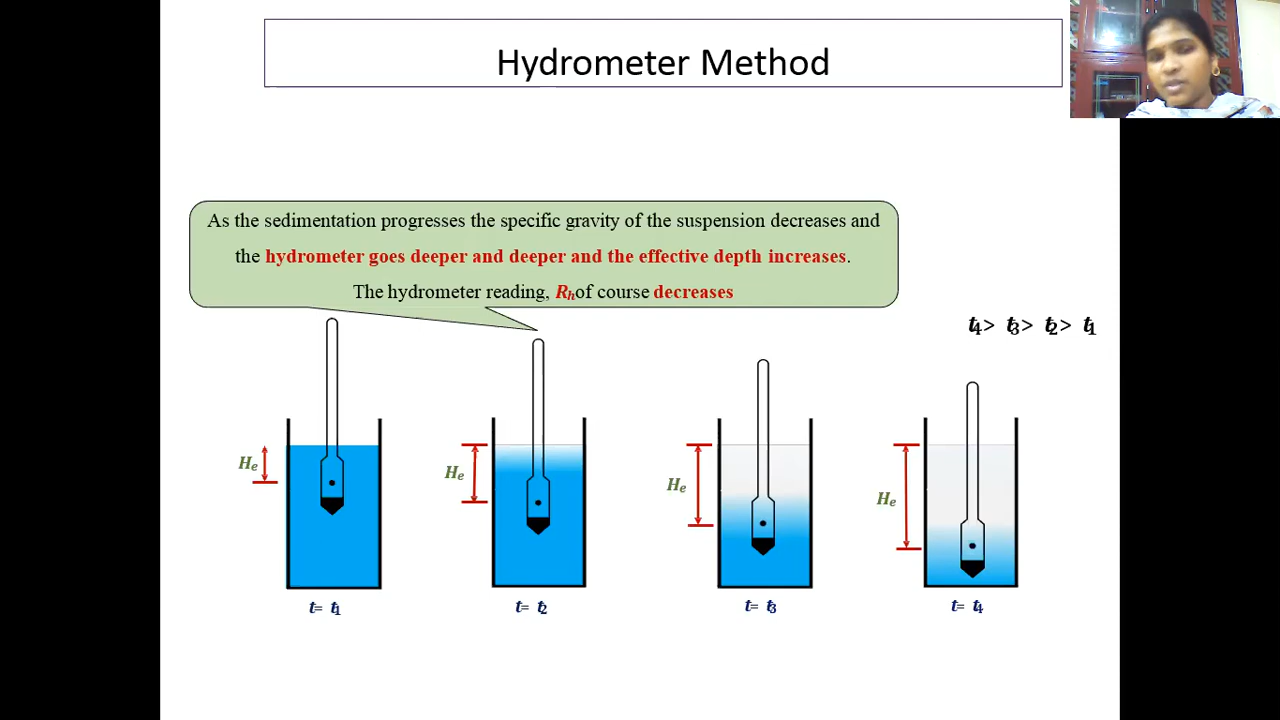 Hydrometer Method
As the sedimentation progresses the specific gravity of the suspension decreases and
the hydrometer goes deeper and deeper and the effective depth increases.
The hydrometer reading, Rh of course decreases
t4> t3> t2> t1
He
He
He
He
t= t1
t= t2
t= t3
t= t4